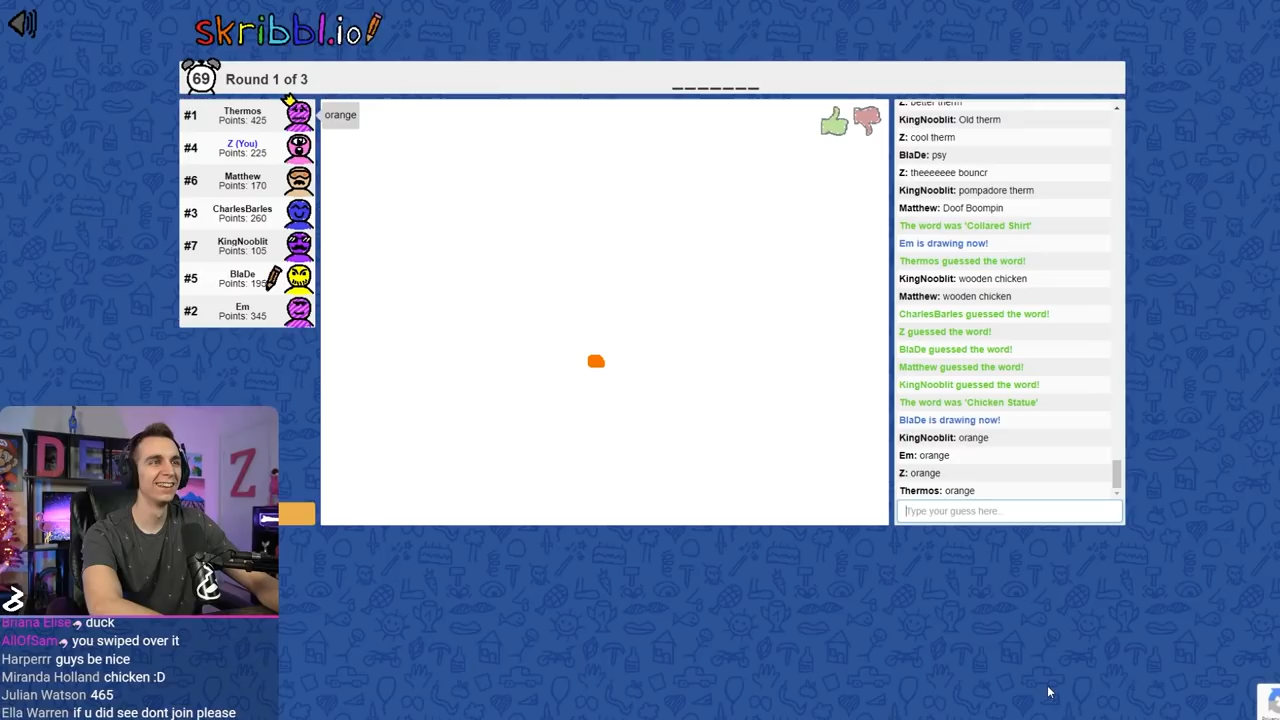 skribbl.io
69 Round 1 of 3 _______
#1 Thermos
Points: 425
#4 Z (You)
Points: 225
#6 Matthew
Points: 170
#3 CharlesBarles
Points: 260
#7 KingNooblit
Points: 105
#5 BlaDe
Points: 195
#2 Em
Points: 345
orange
Z: better therm
KingNooblit: Old therm
Z: cool therm
BlaDe: psy
Z: theeeeeee bouncr
KingNooblit: pompadore therm
Matthew: Doof Boompin
The word was 'Collared Shirt'
Em is drawing now!
Thermos guessed the word!
KingNooblit: wooden chicken
Matthew: wooden chicken
CharlesBarles guessed the word!
Z guessed the word!
BlaDe guessed the word!
Matthew guessed the word!
KingNooblit guessed the word!
The word was 'Chicken Statue'
BlaDe is drawing now!
KingNooblit: orange
Em: orange
Z: orange
Thermos: orange
Type your guess here...
D E Z
Briana Elise duck
AllOfSam you swiped over it
Harperrr guys be nice
Miranda Holland chicken :D
Julian Watson 465
Ella Warren if u did see dont join please